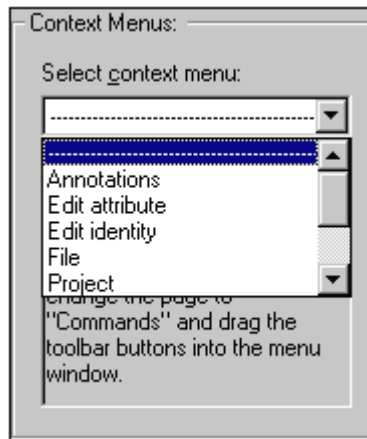 Context Menus:
Select context menu:
--------------------------------------
--------------------------------------
Annotations
Edit attribute
Edit identity
File
Project
change the page to
"Commands" and drag the
toolbar buttons into the menu
window.